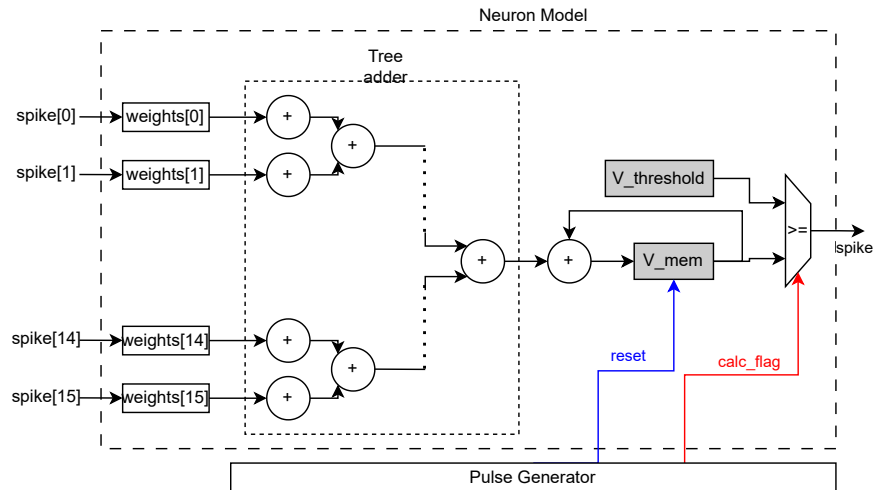 Neuron Model
Tree
adder
spike[0]
weights[0]
+
+
spike[1]
weights[1]
+
V_threshold
>=
spike
+
+
V_mem
spike[14]
weights[14]
+
+
spike[15]
weights[15]
+
reset
calc_flag
Pulse Generator